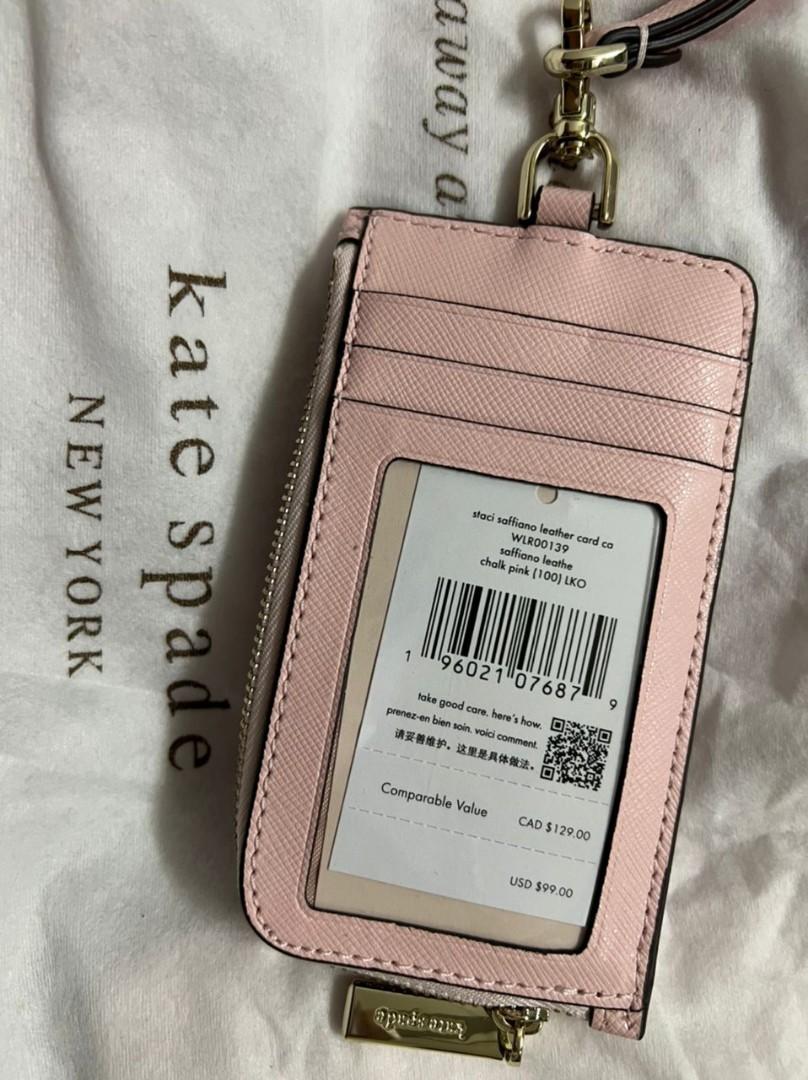 away a
kate spade
NEW YORK
staci saffiano leather card ca
WLR00139
saffiano leathe
chalk pink (100) LKO
1 96021 07687 9
take good care. here's how.
prenez-en bien soin. voici comment.
请妥善维护。这里是具体做法。
Comparable Value
CAD $129.00
USD $99.00
kate spade